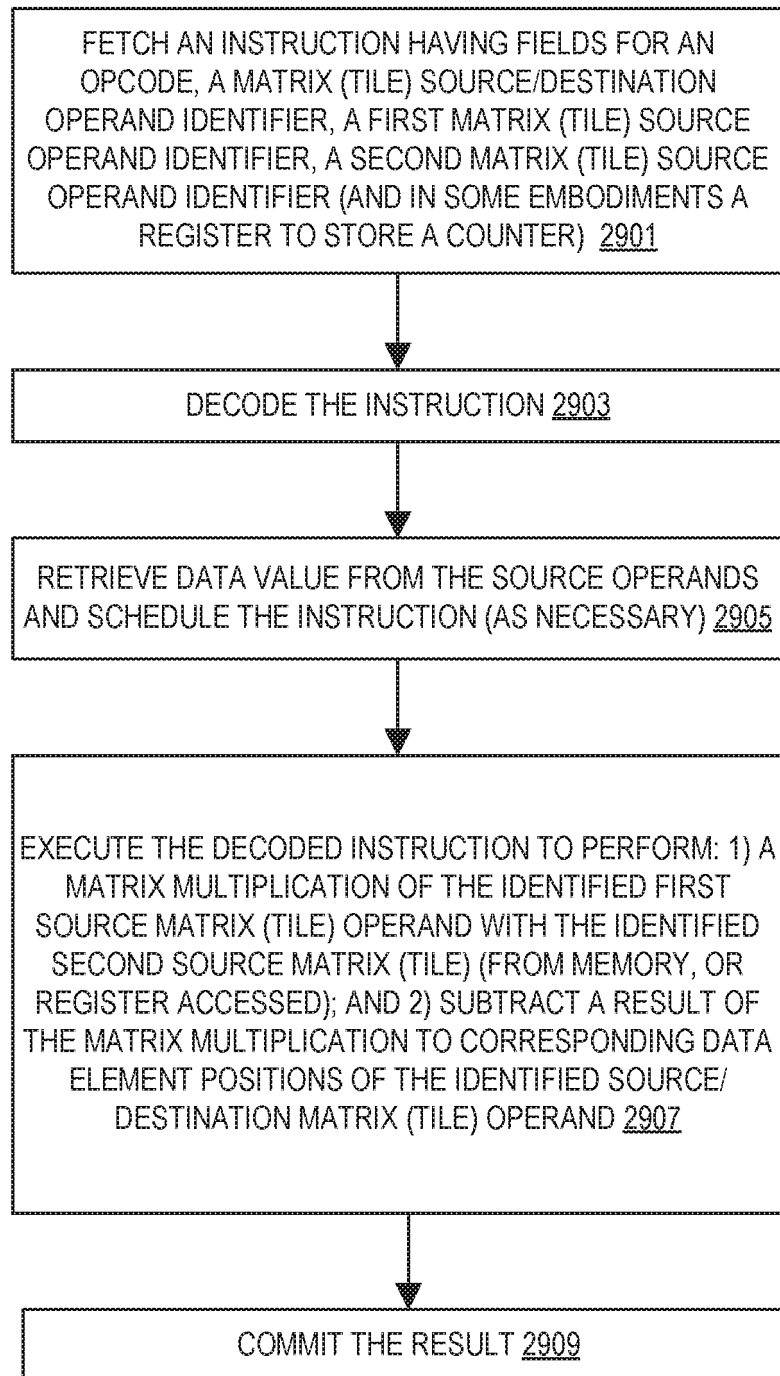 FETCH AN INSTRUCTION HAVING FIELDS FOR AN
OPCODE, A MATRIX (TILE) SOURCE/DESTINATION
OPERAND IDENTIFIER, A FIRST MATRIX (TILE) SOURCE
OPERAND IDENTIFIER, A SECOND MATRIX (TILE) SOURCE
OPERAND IDENTIFIER (AND IN SOME EMBODIMENTS A
REGISTER TO STORE A COUNTER) 2901
DECODE THE INSTRUCTION 2903
RETRIEVE DATA VALUE FROM THE SOURCE OPERANDS
AND SCHEDULE THE INSTRUCTION (AS NECESSARY) 2905
EXECUTE THE DECODED INSTRUCTION TO PERFORM: 1) A
MATRIX MULTIPLICATION OF THE IDENTIFIED FIRST
SOURCE MATRIX (TILE) OPERAND WITH THE IDENTIFIED
SECOND SOURCE MATRIX (TILE) (FROM MEMORY, OR
REGISTER ACCESSED); AND 2) SUBTRACT A RESULT OF
THE MATRIX MULTIPLICATION TO CORRESPONDING DATA
ELEMENT POSITIONS OF THE IDENTIFIED SOURCE/
DESTINATION MATRIX (TILE) OPERAND 2907
COMMIT THE RESULT 2909